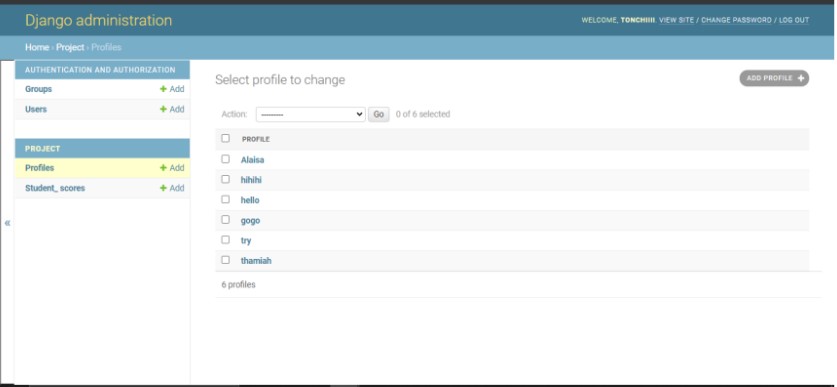 Django administration
WELCOME, TONCHIIII. VIEW SITE / CHANGE PASSWORD / LOG OUT
Home › Project › Profiles
AUTHENTICATION AND AUTHORIZATION
Groups + Add
Users + Add
PROJECT
Profiles + Add
Student_ scores + Add
«
Select profile to change
ADD PROFILE +
Action: --------- Go 0 of 6 selected
PROFILE
Alaisa
hihihi
hello
gogo
try
thamiah
6 profiles